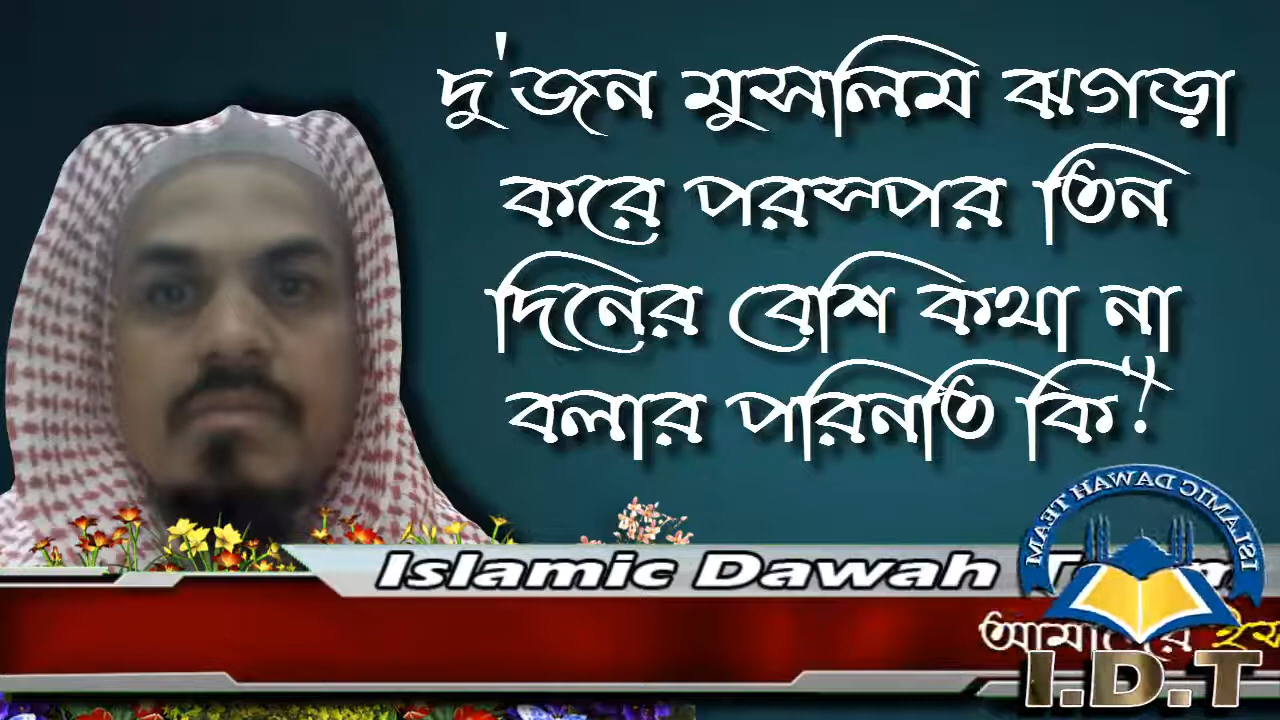 দু'জন মুসলিম ঝগড়া
করে পরস্পর তিন
দিনের বেশি কথা না
বলার পরিনতি কি?
ISLAMIC DAWAH TEAM
Islamic Dawah
I.D.T